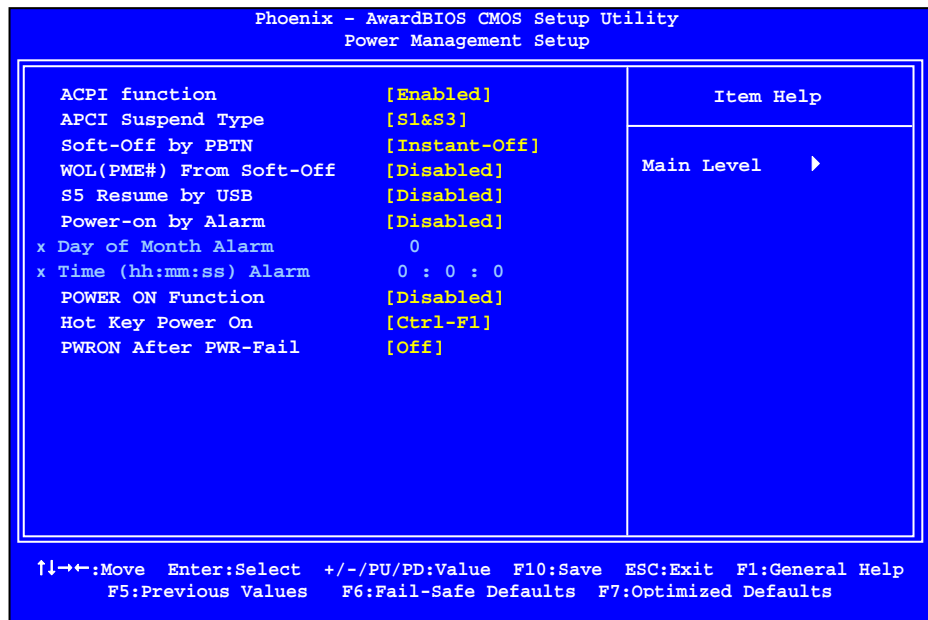 Phoenix – AwardBIOS CMOS Setup Utility
Power Management Setup
ACPI function [Enabled]
APCI Suspend Type [S1&S3]
Soft-Off by PBTN [Instant-Off]
WOL(PME#) From Soft-Off [Disabled]
S5 Resume by USB [Disabled]
Power-on by Alarm [Disabled]
x Day of Month Alarm 0
x Time (hh:mm:ss) Alarm 0 : 0 : 0
POWER ON Function [Disabled]
Hot Key Power On [Ctrl-F1]
PWRON After PWR-Fail [Off]
Item Help
Main Level
↑↓→←:Move Enter:Select +/-/PU/PD:Value F10:Save ESC:Exit F1:General Help
F5:Previous Values F6:Fail-Safe Defaults F7:Optimized Defaults